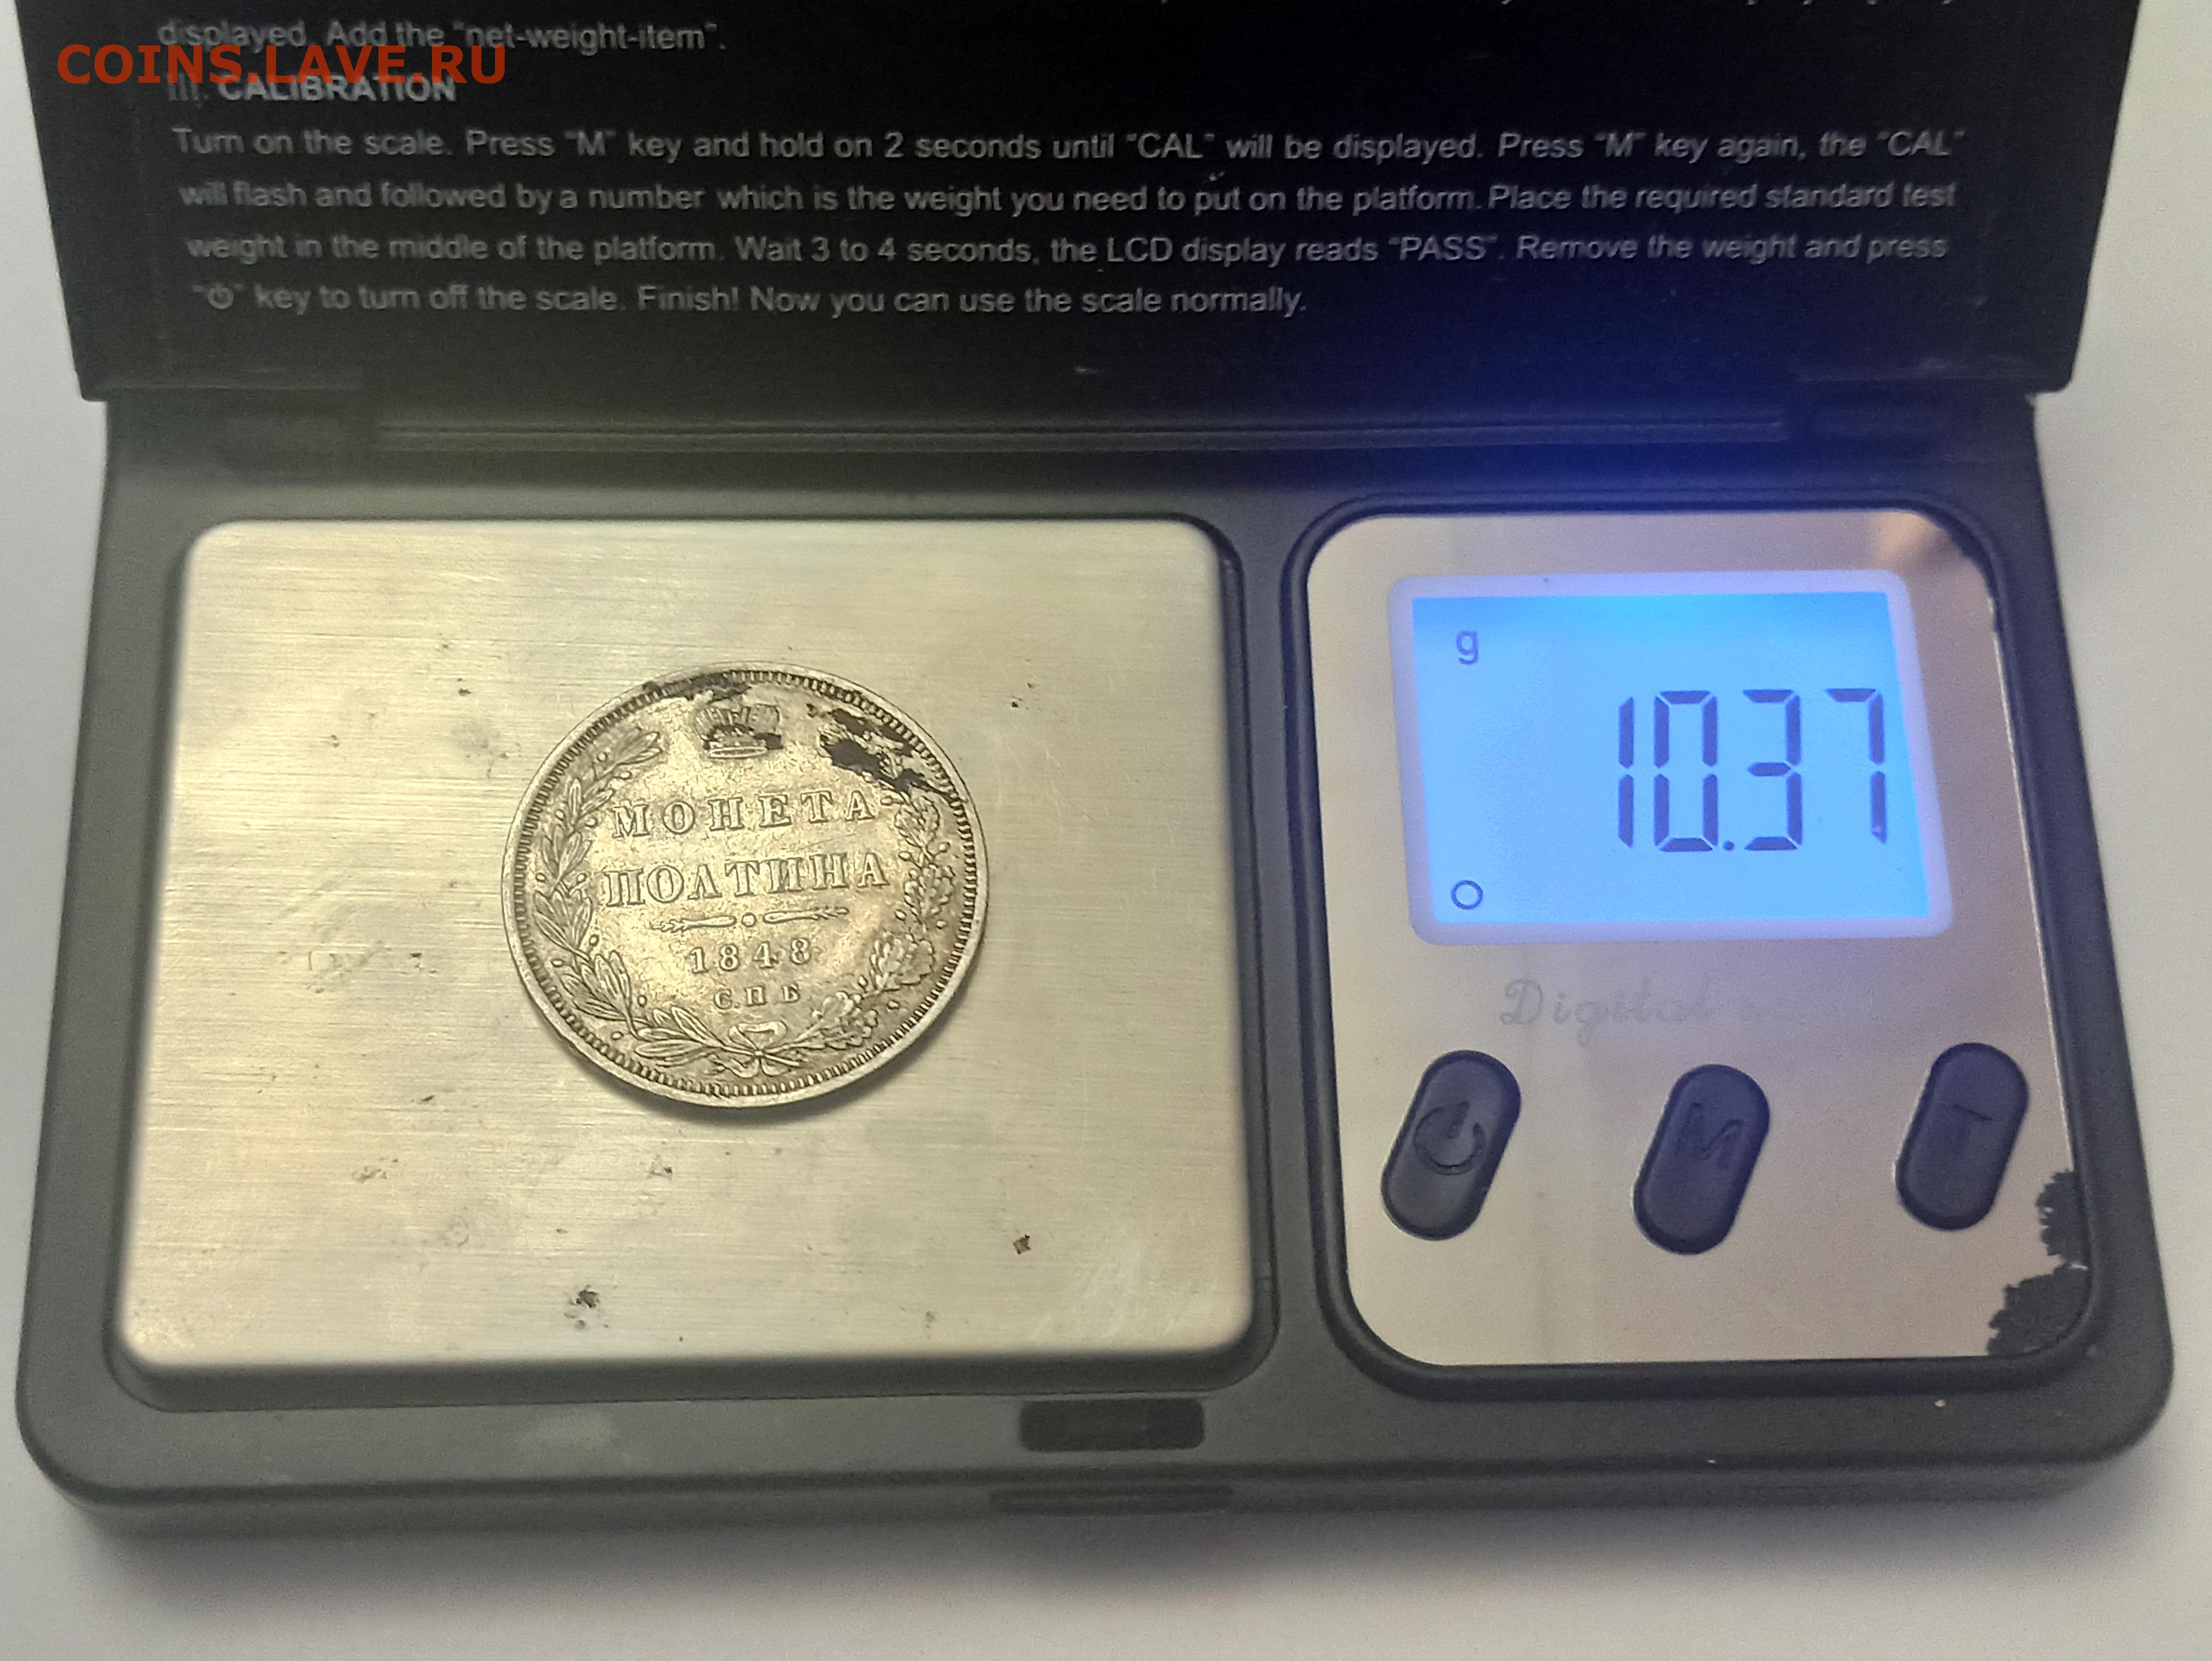 displayed. Add the "net-weight-item".
COINS.LAVE.RU
III. CALIBRATION
Turn on the scale. Press "M" key and hold on 2 seconds until "CAL" will be displayed. Press "M" key again, the "CAL"
will flash and followed by a number which is the weight you need to put on the platform. Place the required standard test
weight in the middle of the platform. Wait 3 to 4 seconds, the LCD display reads "PASS". Remove the weight and press
"⏻" key to turn off the scale. Finish! Now you can use the scale normally.
g
10.37
O
Digital
M
T
МОНЕТА
ПОЛТИНА
1848
С.П.Б